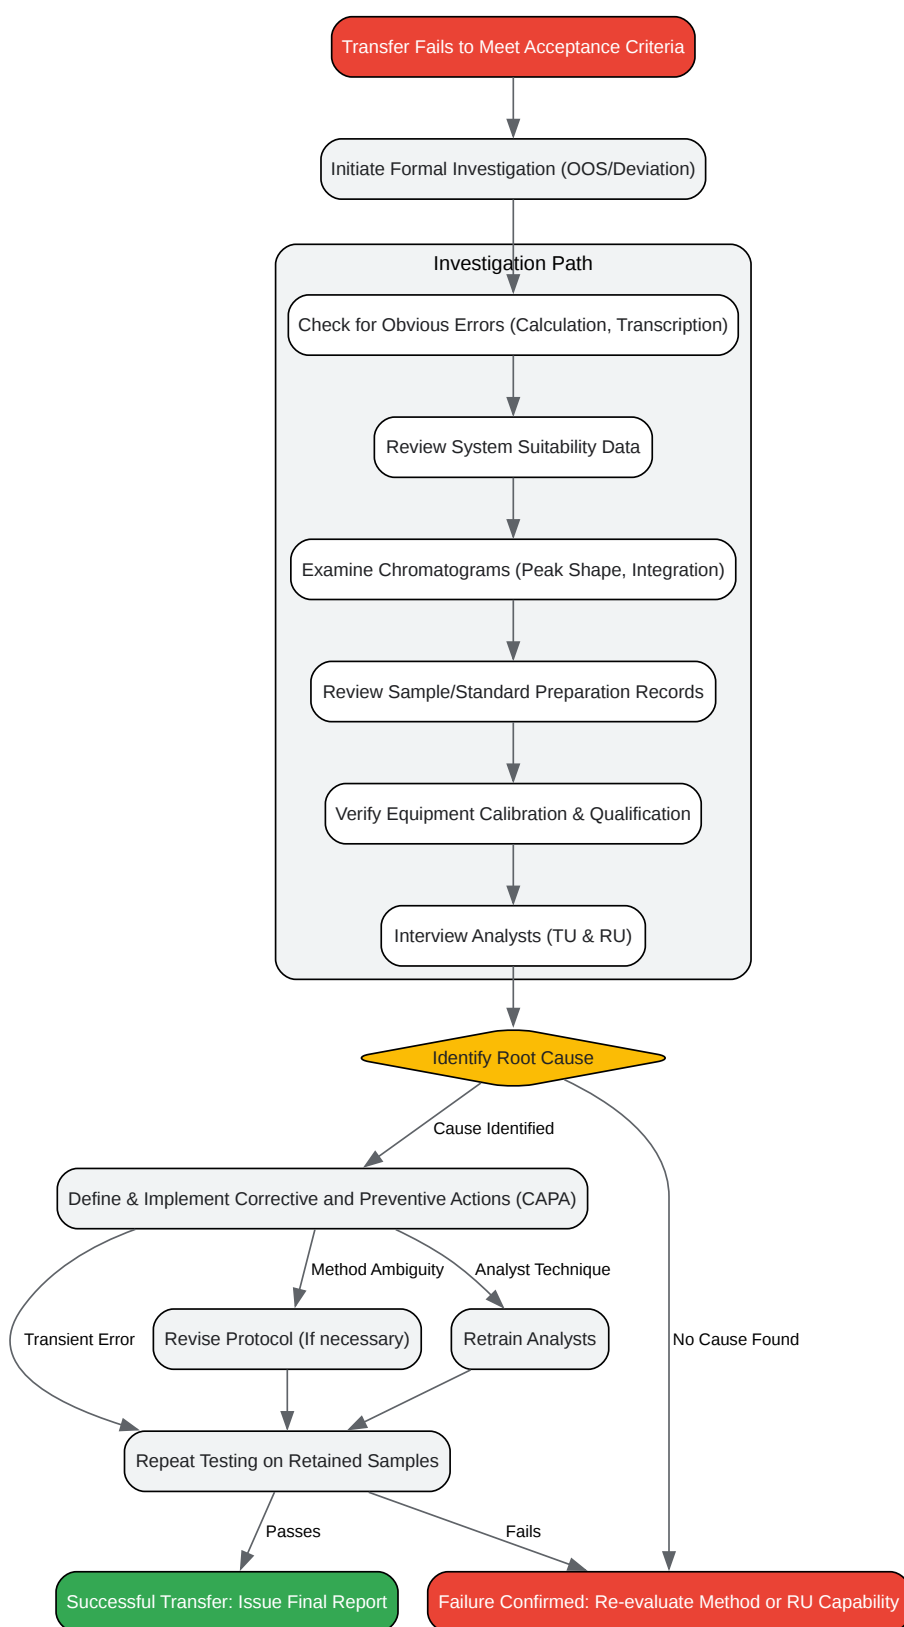 Transfer Fails to Meet Acceptance Criteria
Initiate Formal Investigation (OOS/Deviation)
Investigation Path
Check for Obvious Errors (Calculation, Transcription)
Review System Suitability Data
Examine Chromatograms (Peak Shape, Integration)
Review Sample/Standard Preparation Records
Verify Equipment Calibration & Qualification
Interview Analysts (TU & RU)
Identify Root Cause
Cause Identified
Define & Implement Corrective and Preventive Actions (CAPA)
Method Ambiguity
Analyst Technique
Transient Error
Revise Protocol (If necessary)
Retrain Analysts
No Cause Found
Repeat Testing on Retained Samples
Passes
Fails
Successful Transfer: Issue Final Report
Failure Confirmed: Re-evaluate Method or RU Capability